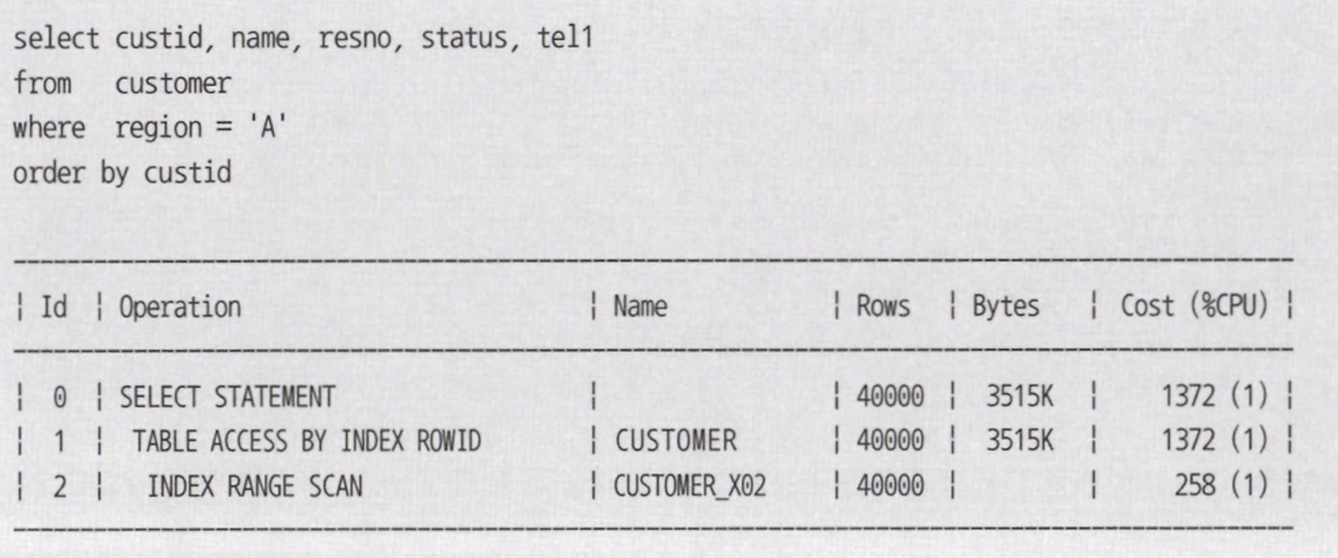 select custid, name, resno, status, tel1
from   customer
where  region = 'A'
order by custid
---------------------------------------------------------------------------
¦ Id ¦ Operation                   ¦ Name         ¦ Rows  ¦ Bytes ¦ Cost (%CPU) ¦
---------------------------------------------------------------------------
¦  0 ¦ SELECT STATEMENT            ¦              ¦ 40000 ¦ 3515K ¦    1372 (1) ¦
¦  1 ¦  TABLE ACCESS BY INDEX ROWID ¦ CUSTOMER     ¦ 40000 ¦ 3515K ¦    1372 (1) ¦
¦  2 ¦   INDEX RANGE SCAN          ¦ CUSTOMER_X02 ¦ 40000 ¦       ¦     258 (1) ¦
---------------------------------------------------------------------------